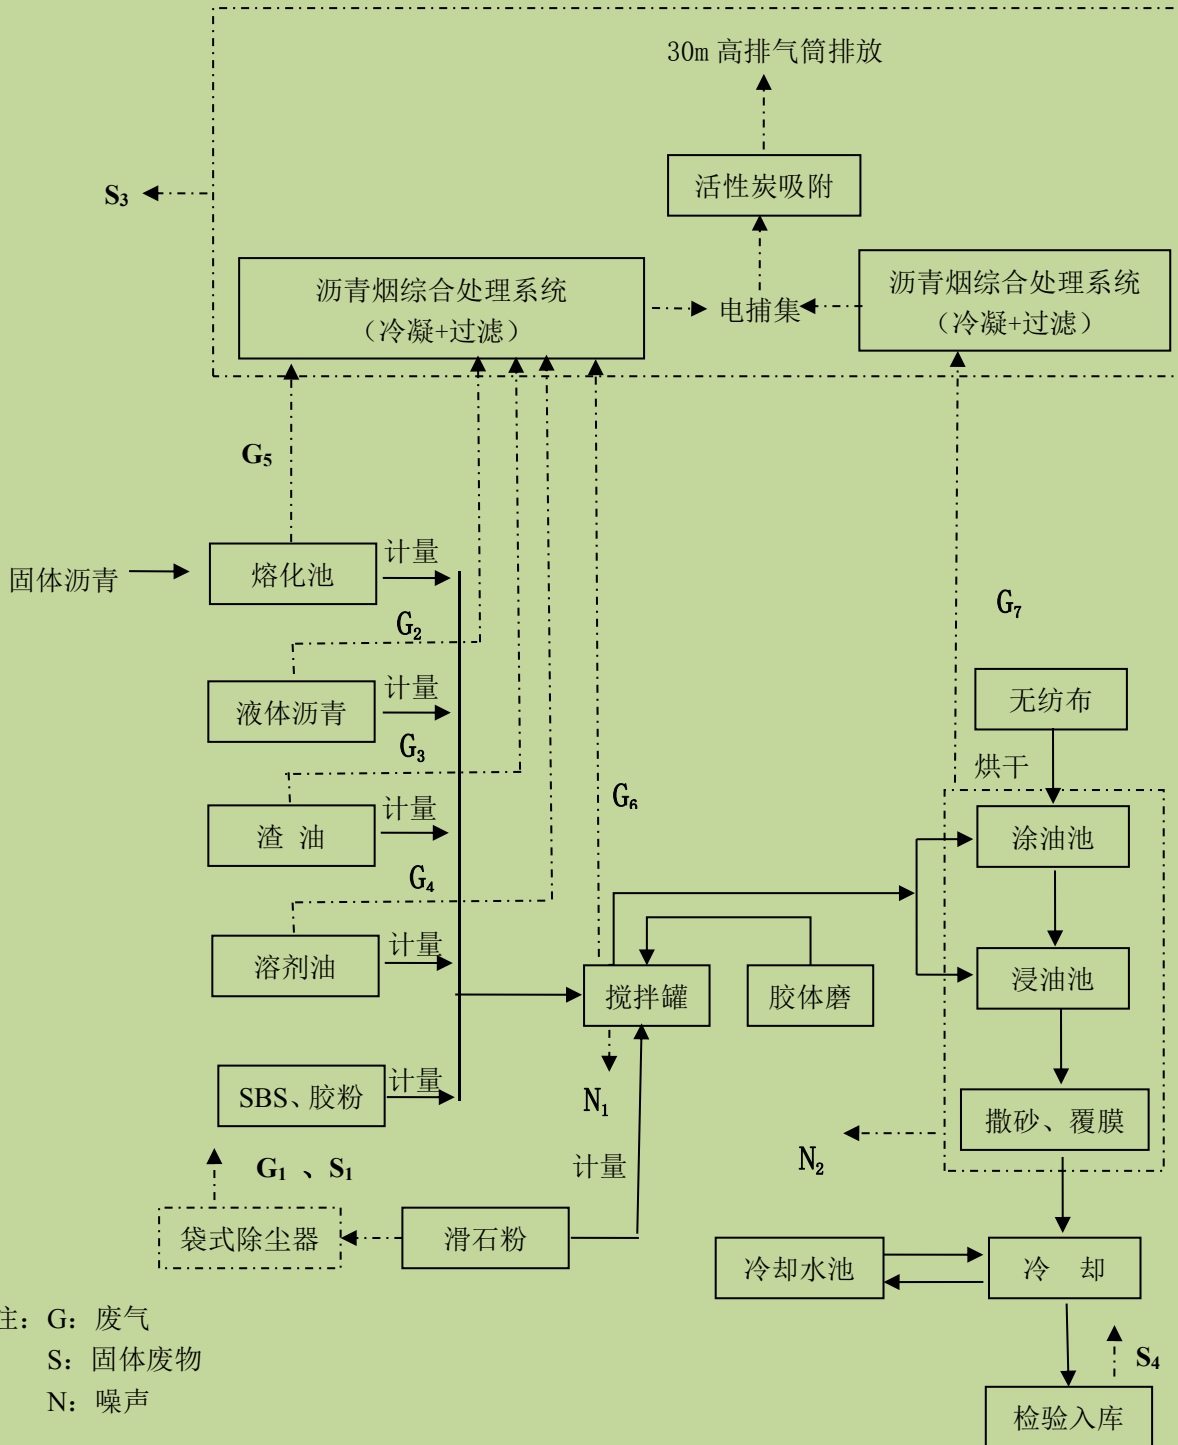 30m 高排气筒排放
活性炭吸附
S₃
沥青烟综合处理系统
（冷凝+过滤）
电捕集
沥青烟综合处理系统
（冷凝+过滤）
G₅
固体沥青
熔化池
计量
G₂
G₇
液体沥青
计量
无纺布
G₃
烘干
渣 油
计量
G₆
涂油池
G₄
溶剂油
计量
搅拌罐
胶体磨
浸油池
SBS、胶粉
计量
N₁
撒砂、覆膜
G₁ 、S₁
计量
N₂
袋式除尘器
滑石粉
冷却水池
冷 却
注：G：废气
S：固体废物
S₄
N：噪声
检验入库